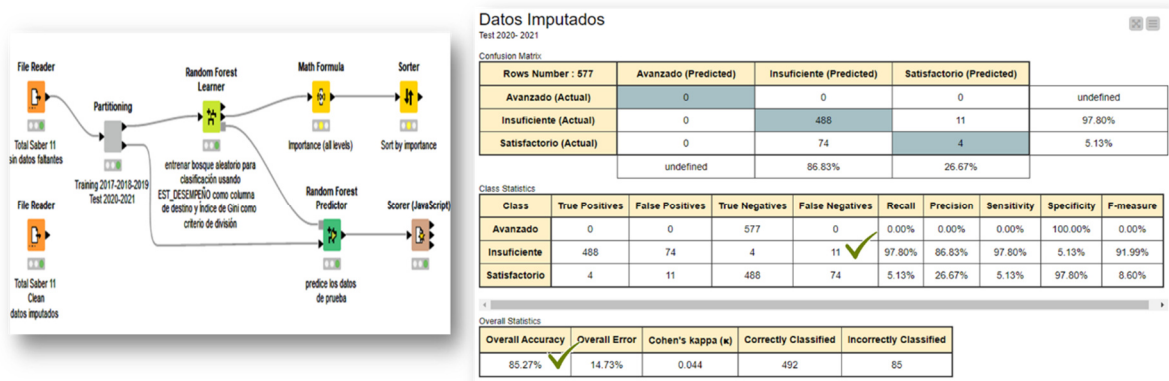 File Reader
Total Saber 11
sin datos faltantes
Partitioning
Training 2017-2018-2019
Test 2020-2021
Random Forest
Learner
entrenar bosque aleatorio para
clasificación usando
EST_DESEMPEÑO como columna
de destino y índice de Gini como
criterio de división
Math Formula
Importance (all levels)
Sorter
Sort by importance
File Reader
Total Saber 11
Clean
datos imputados
Random Forest
Predictor
predice los datos
de prueba
Scorer (JavaScript)
Datos Imputados
Test 2020- 2021
Confusion Matrix
Rows Number : 577 Avanzado (Predicted) Insuficiente (Predicted) Satisfactorio (Predicted)
Avanzado (Actual) 0 0 0 undefined
Insuficiente (Actual) 0 488 11 97.80%
Satisfactorio (Actual) 0 74 4 5.13%
undefined 86.83% 26.67%
Class Statistics
Class True Positives False Positives True Negatives False Negatives Recall Precision Sensitivity Specificity F-measure
Avanzado 0 0 577 0 0.00% 0.00% 0.00% 100.00% 0.00%
Insuficiente 488 74 4 11 97.80% 86.83% 97.80% 5.13% 91.99%
Satisfactorio 4 11 488 74 5.13% 26.67% 5.13% 97.80% 8.60%
Overall Statistics
Overall Accuracy Overall Error Cohen's kappa (κ) Correctly Classified Incorrectly Classified
85.27% 14.73% 0.044 492 85